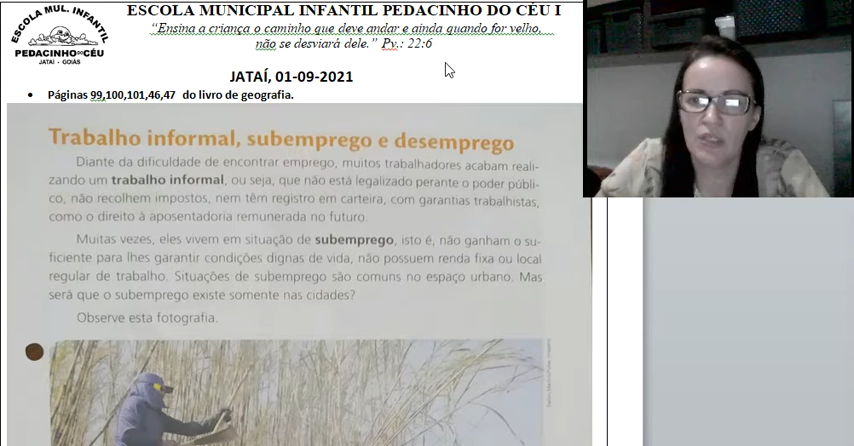 ESCOLA MUL. INFANTIL
PEDACINHO DO CÉU
JATAÍ - GOIÁS
ESCOLA MUNICIPAL INFANTIL PEDACINHO DO CÉU I
“Ensina a criança o caminho que deve andar e ainda quando for velho,
não se desviará dele.” Pv.: 22:6
JATAÍ, 01-09-2021
• Páginas 99,100,101,46,47 do livro de geografia.
Trabalho informal, subemprego e desemprego
Diante da dificuldade de encontrar emprego, muitos trabalhadores acabam reali-
zando um trabalho informal, ou seja, que não está legalizado perante o poder públi-
co, não recolhem impostos, nem têm registro em carteira, com garantias trabalhistas,
como o direito à aposentadoria remunerada no futuro.
Muitas vezes, eles vivem em situação de subemprego, isto é, não ganham o su-
ficiente para lhes garantir condições dignas de vida, não possuem renda fixa ou local
regular de trabalho. Situações de subemprego são comuns no espaço urbano. Mas
será que o subemprego existe somente nas cidades?
Observe esta fotografia.